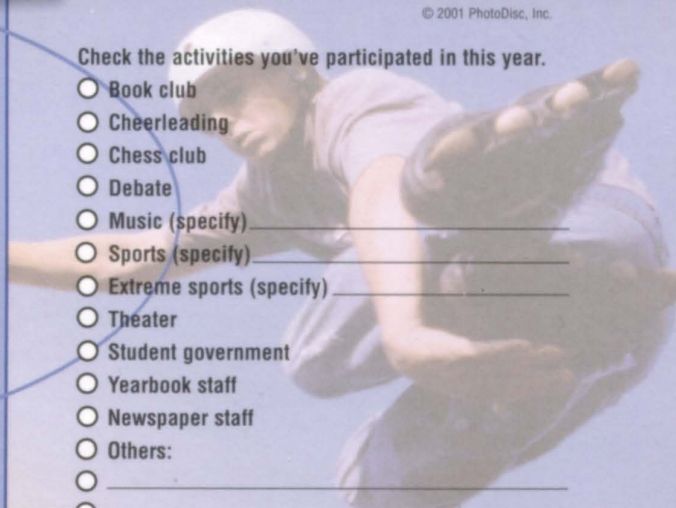 © 2001 PhotoDisc, Inc.
Check the activities you've participated in this year.
Book club
Cheerleading
Chess club
Debate
Music (specify)
Sports (specify)
Extreme sports (specify)
Theater
Student government
Yearbook staff
Newspaper staff
Others: